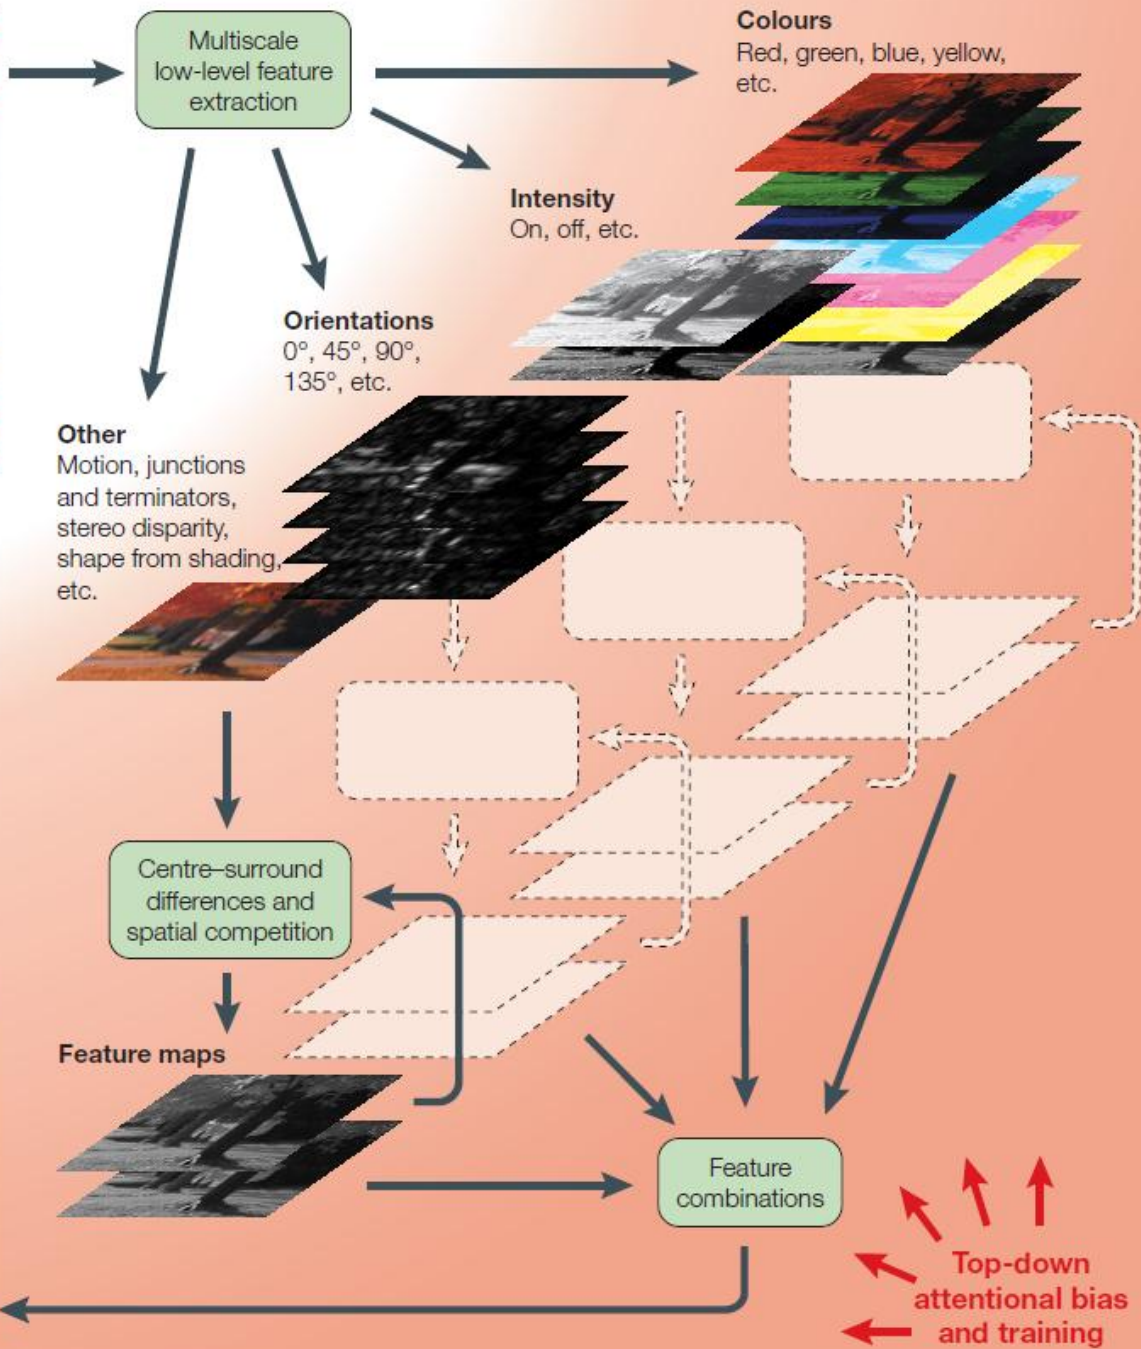 Multiscale
low-level feature
extraction
Colours
Red, green, blue, yellow,
etc.
Intensity
On, off, etc.
Orientations
0°, 45°, 90°,
135°, etc.
Other
Motion, junctions
and terminators,
stereo disparity,
shape from shading,
etc.
Centre–surround
differences and
spatial competition
Feature maps
Feature
combinations
Top-down
attentional bias
and training